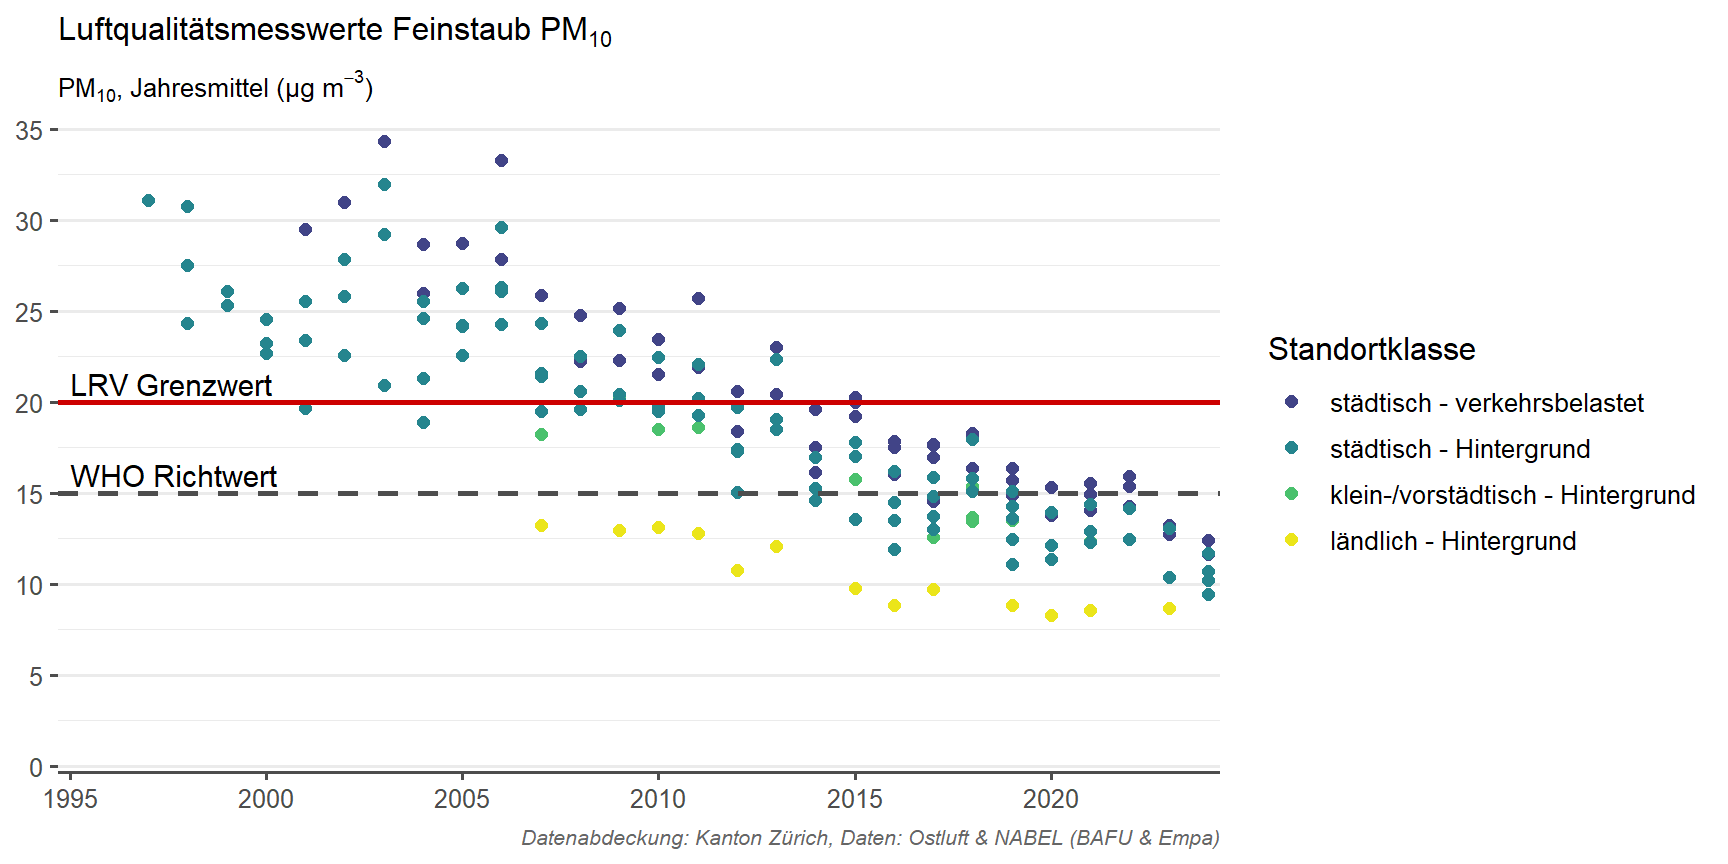 Luftqualitätsmesswerte Feinstaub PM₁₀
PM₁₀, Jahresmittel (µg m⁻³)
35
30
25
20
15
10
5
0
LRV Grenzwert
WHO Richtwert
1995 2000 2005 2010 2015 2020
Standortklasse
städtisch - verkehrsbelastet
städtisch - Hintergrund
klein-/vorstädtisch - Hintergrund
ländlich - Hintergrund
Datenabdeckung: Kanton Zürich, Daten: Ostluft & NABEL (BAFU & Empa)